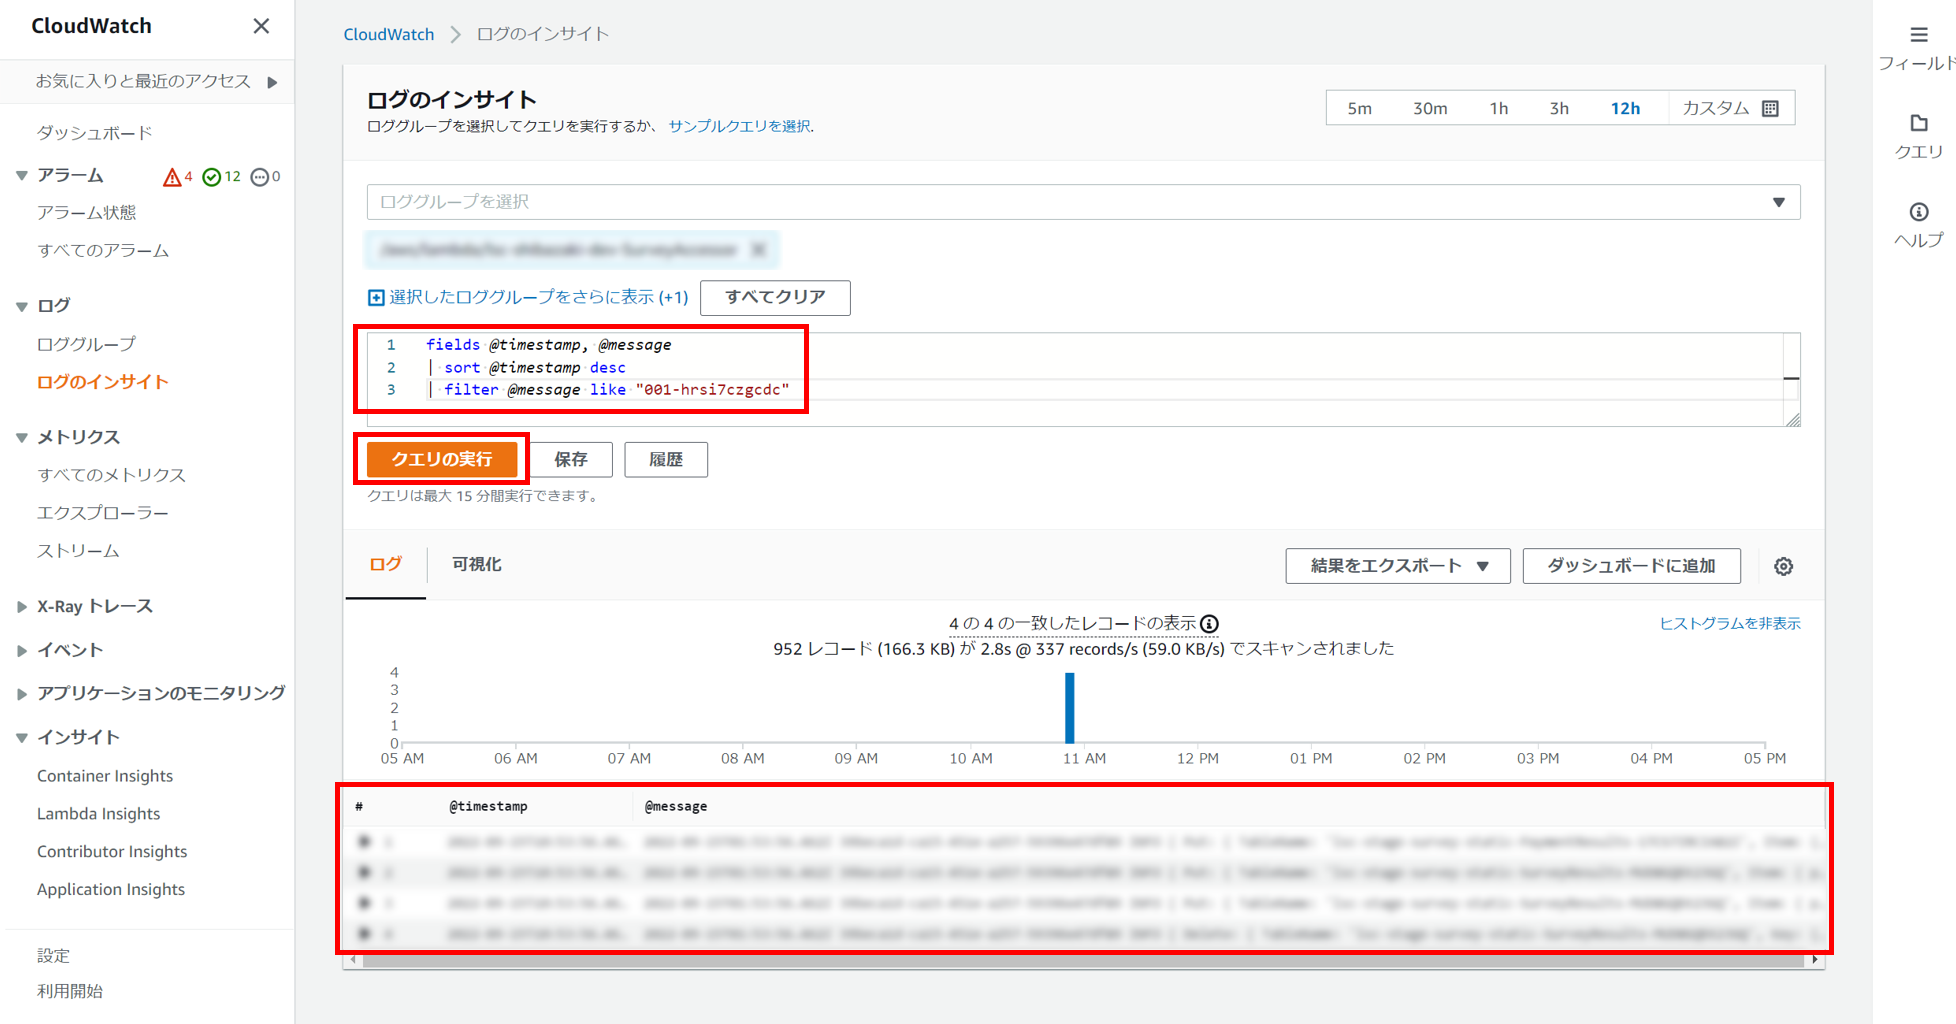 CloudWatch
お気に入りと最近のアクセス
ダッシュボード
アラーム 4 12 0
アラーム状態
すべてのアラーム
ログ
ロググループ
ログのインサイト
メトリクス
すべてのメトリクス
エクスプローラー
ストリーム
X-Ray トレース
イベント
アプリケーションのモニタリング
インサイト
Container Insights
Lambda Insights
Contributor Insights
Application Insights
設定
利用開始
CloudWatch ログのインサイト
ログのインサイト
ロググループを選択してクエリを実行するか、 サンプルクエリを選択.
5m 30m 1h 3h 12h カスタム
ロググループを選択
選択したロググループをさらに表示 (+1) すべてクリア
1 fields @timestamp, @message
2 | sort @timestamp desc
3 | filter @message like "001-hrsi7czgcdc"
クエリの実行 保存 履歴
クエリは最大 15 分間実行できます。
ログ 可視化 結果をエクスポート ダッシュボードに追加
4 の 4 の一致したレコードの表示
ヒストグラムを非表示
952 レコード (166.3 KB) が 2.8s @ 337 records/s (59.0 KB/s) でスキャンされました
4
3
2
1
0
05 AM 06 AM 07 AM 08 AM 09 AM 10 AM 11 AM 12 PM 01 PM 02 PM 03 PM 04 PM 05 PM
# @timestamp @message
フィールド
クエリ
ヘルプ